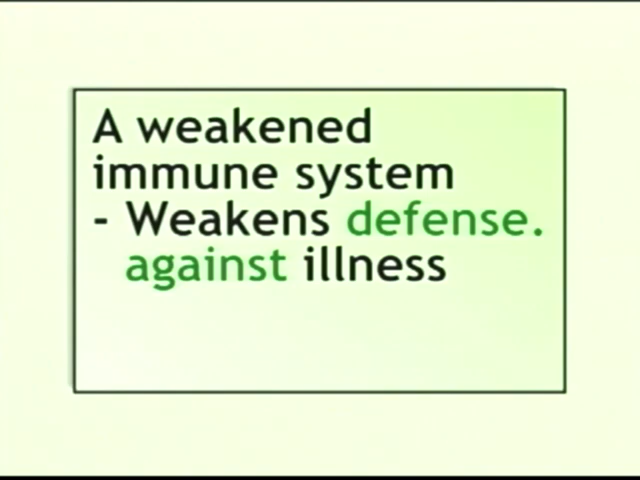 A weakened
immune system
- Weakens defense.
against illness